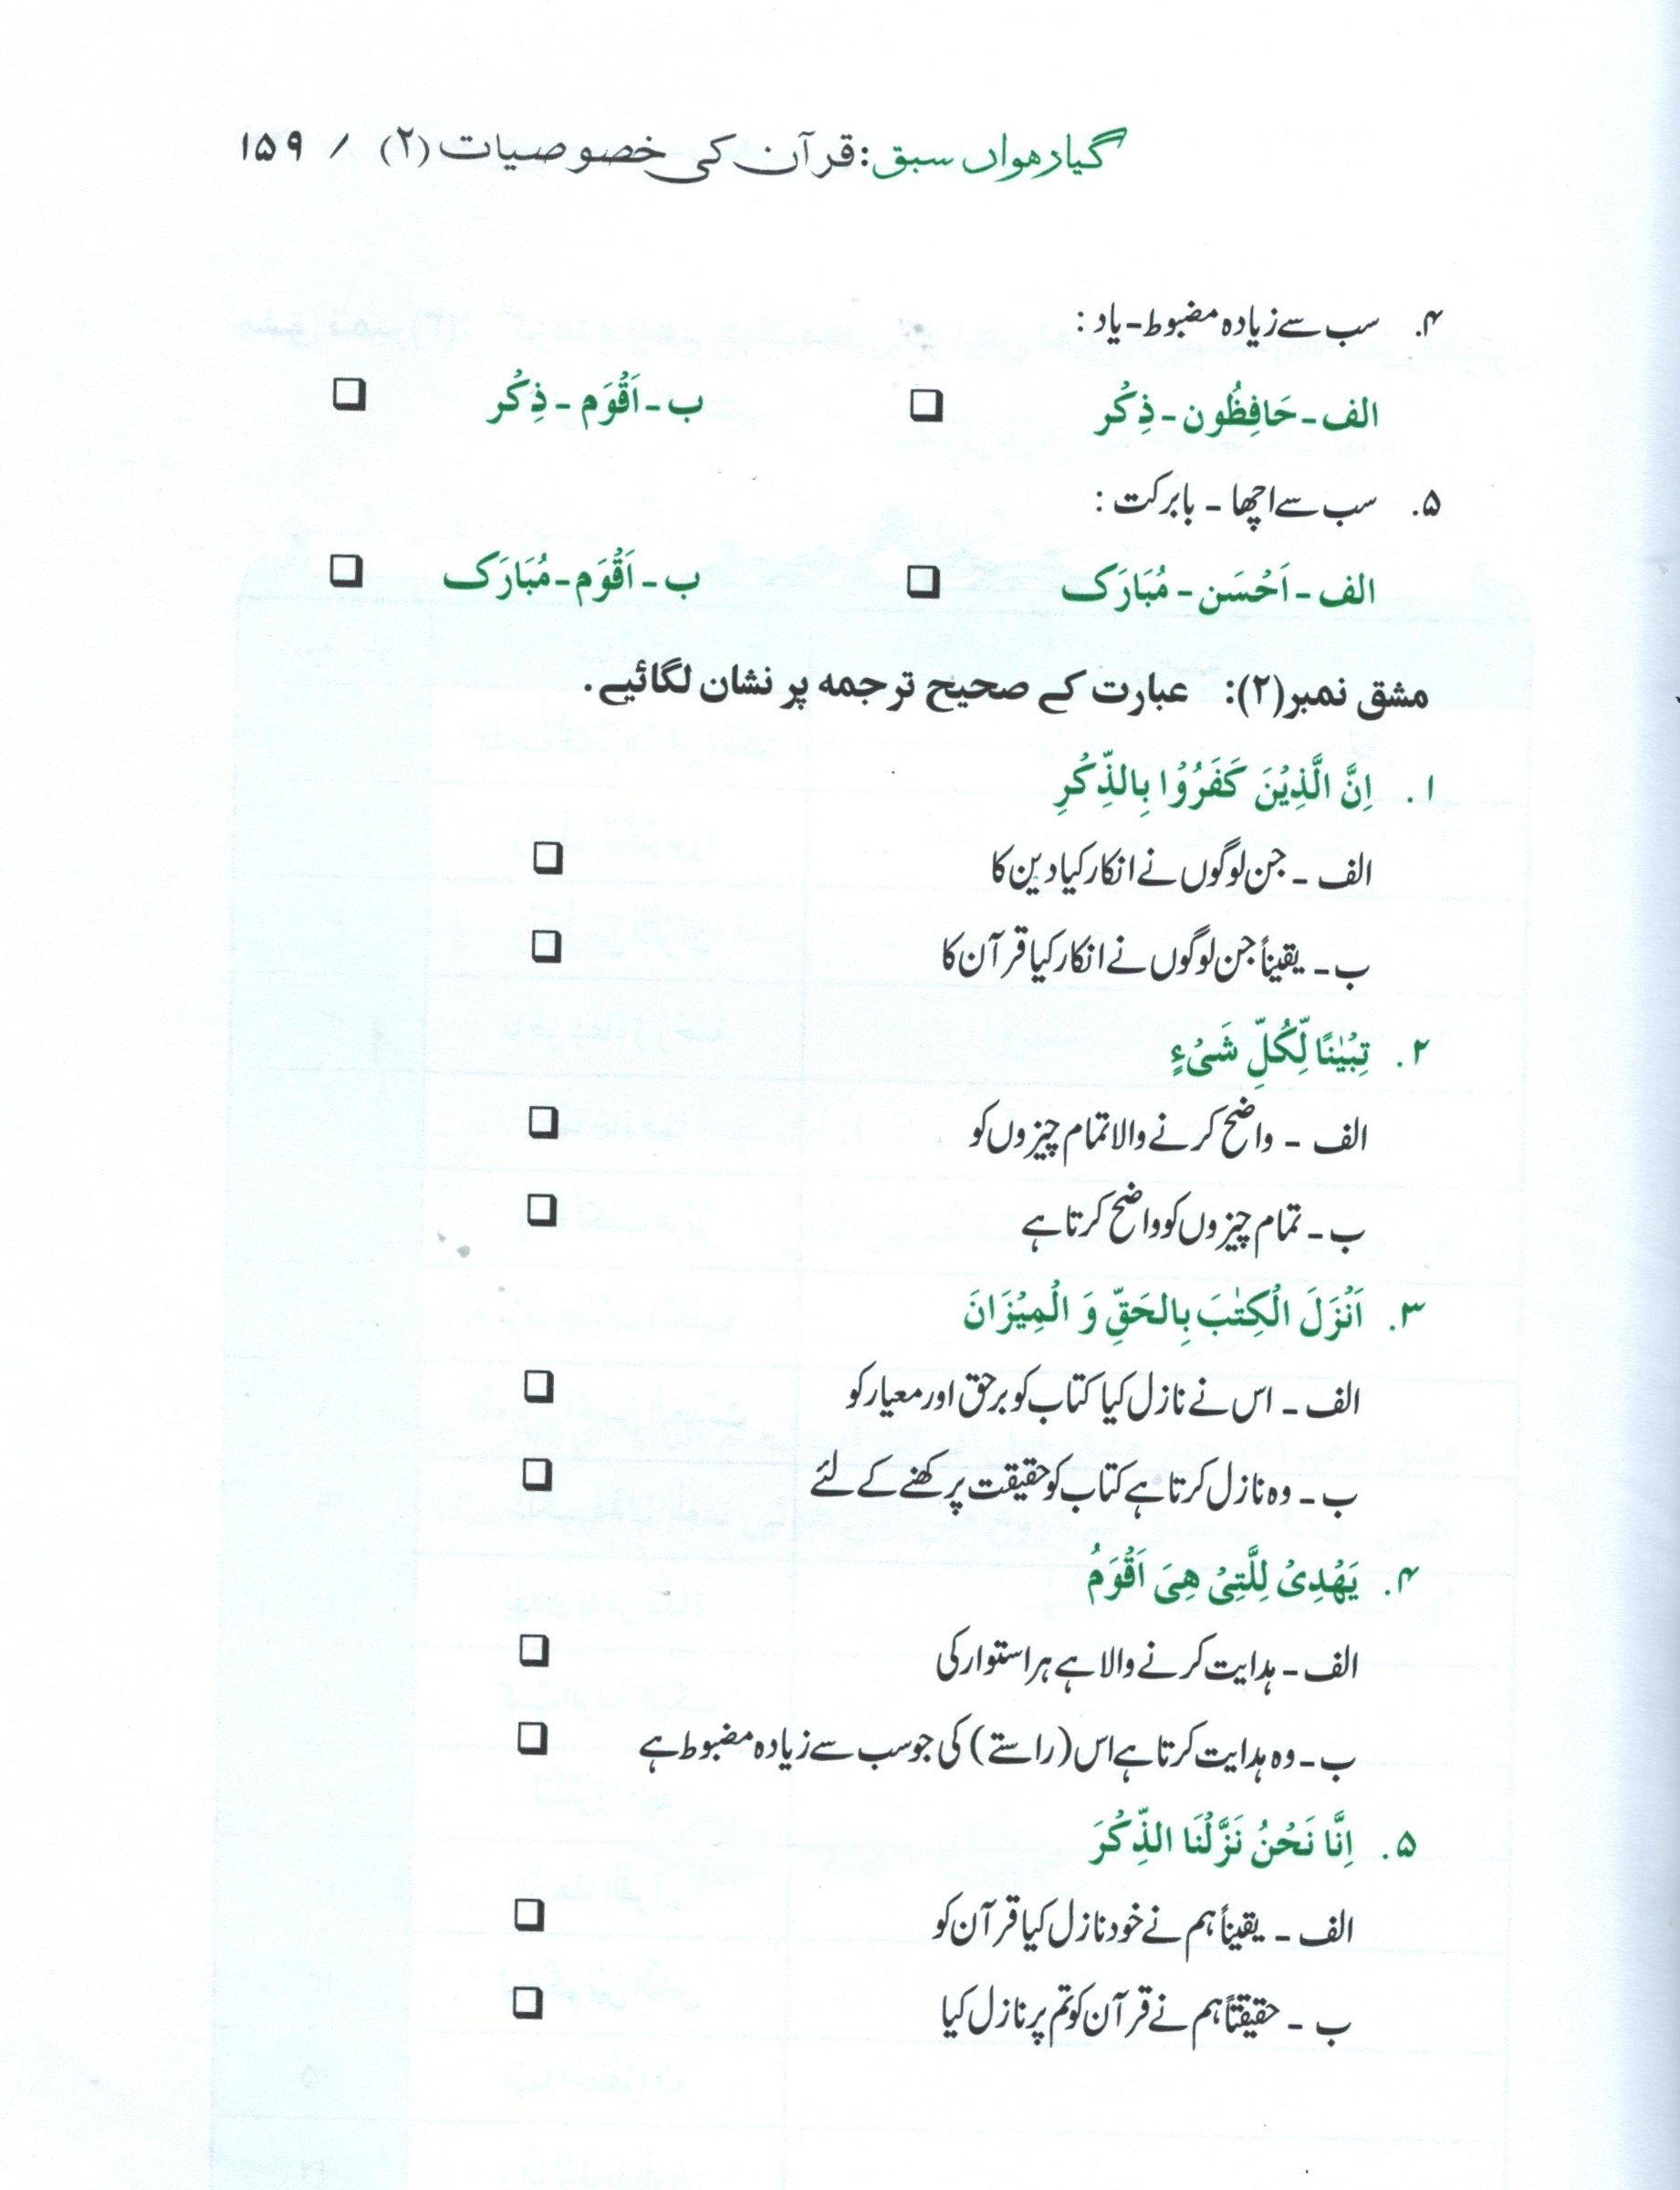 گیارہواں سبق: قرآن کی خصوصیات (۲) / ۱۵۹
۴. سب سے زیادہ مضبوط - یاد :
الف - حَافِظُون - ذِکْر ❑ ب - اَقْوَم - ذِکْر ❑
۵. سب سے اچھا - بابرکت :
الف - اَحْسَن - مُبَارَک ❑ ب - اَقْوَم - مُبَارَک ❑
مشق نمبر (۲): عبارت کے صحیح ترجمہ پر نشان لگائیے.
۱. اِنَّ الَّذِیْنَ کَفَرُوْا بِالذِّکْرِ
الف - جن لوگوں نے انکار کیا دین کا ❑
ب - یقیناً جن لوگوں نے انکار کیا قرآن کا ❑
۲. تِبْیٰنًا لِّکُلِّ شَیْءٍ
الف - واضح کرنے والا تمام چیزوں کو ❑
ب - تمام چیزوں کو واضح کرتا ہے ❑
۳. اَنْزَلَ الْکِتٰبَ بِالحَقِّ وَ الْمِیْزَانَ
الف - اس نے نازل کیا کتاب کو برحق اور معیار کو ❑
ب - وہ نازل کرتا ہے کتاب کو حقیقت پرکھنے کے لئے ❑
۴. یَهْدِیْ لِلَّتِیْ هِیَ اَقْوَمُ
الف - ہدایت کرنے والا ہے ہر استوار کی ❑
ب - وہ ہدایت کرتا ہے اس (راستے) کی جو سب سے زیادہ مضبوط ہے ❑
۵. اِنَّا نَحْنُ نَزَّلْنَا الذِّکْرَ
الف - یقیناً ہم نے خود نازل کیا قرآن کو ❑
ب - حقیقتاً ہم نے قرآن کو تم پر نازل کیا ❑